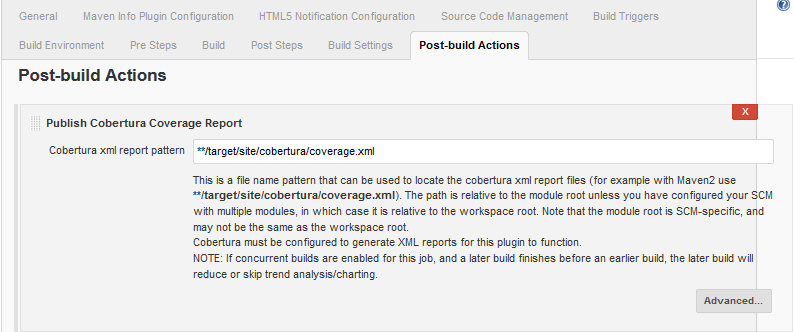 General Maven Info Plugin Configuration HTML5 Notification Configuration Source Code Management Build Triggers
Build Environment Pre Steps Build Post Steps Build Settings Post-build Actions
Post-build Actions
X
Publish Cobertura Coverage Report
Cobertura xml report pattern **/target/site/cobertura/coverage.xml
This is a file name pattern that can be used to locate the cobertura xml report files (for example with Maven2 use
**/target/site/cobertura/coverage.xml). The path is relative to the module root unless you have configured your SCM
with multiple modules, in which case it is relative to the workspace root. Note that the module root is SCM-specific, and
may not be the same as the workspace root.
Cobertura must be configured to generate XML reports for this plugin to function.
NOTE: If concurrent builds are enabled for this job, and a later build finishes before an earlier build, the later build will
reduce or skip trend analysis/charting.
Advanced...